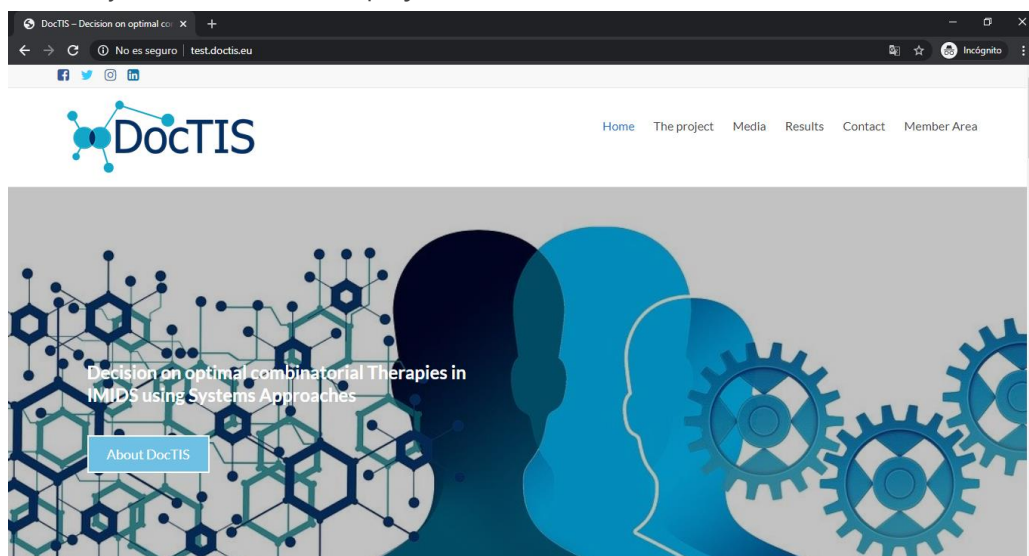 DocTIS – Decision on optimal co
No es seguro | test.doctis.eu
Incógnito
DocTIS
Home The project Media Results Contact Member Area
Decision on optimal combinatorial Therapies in
IMIDS using Systems Approaches
About DocTIS